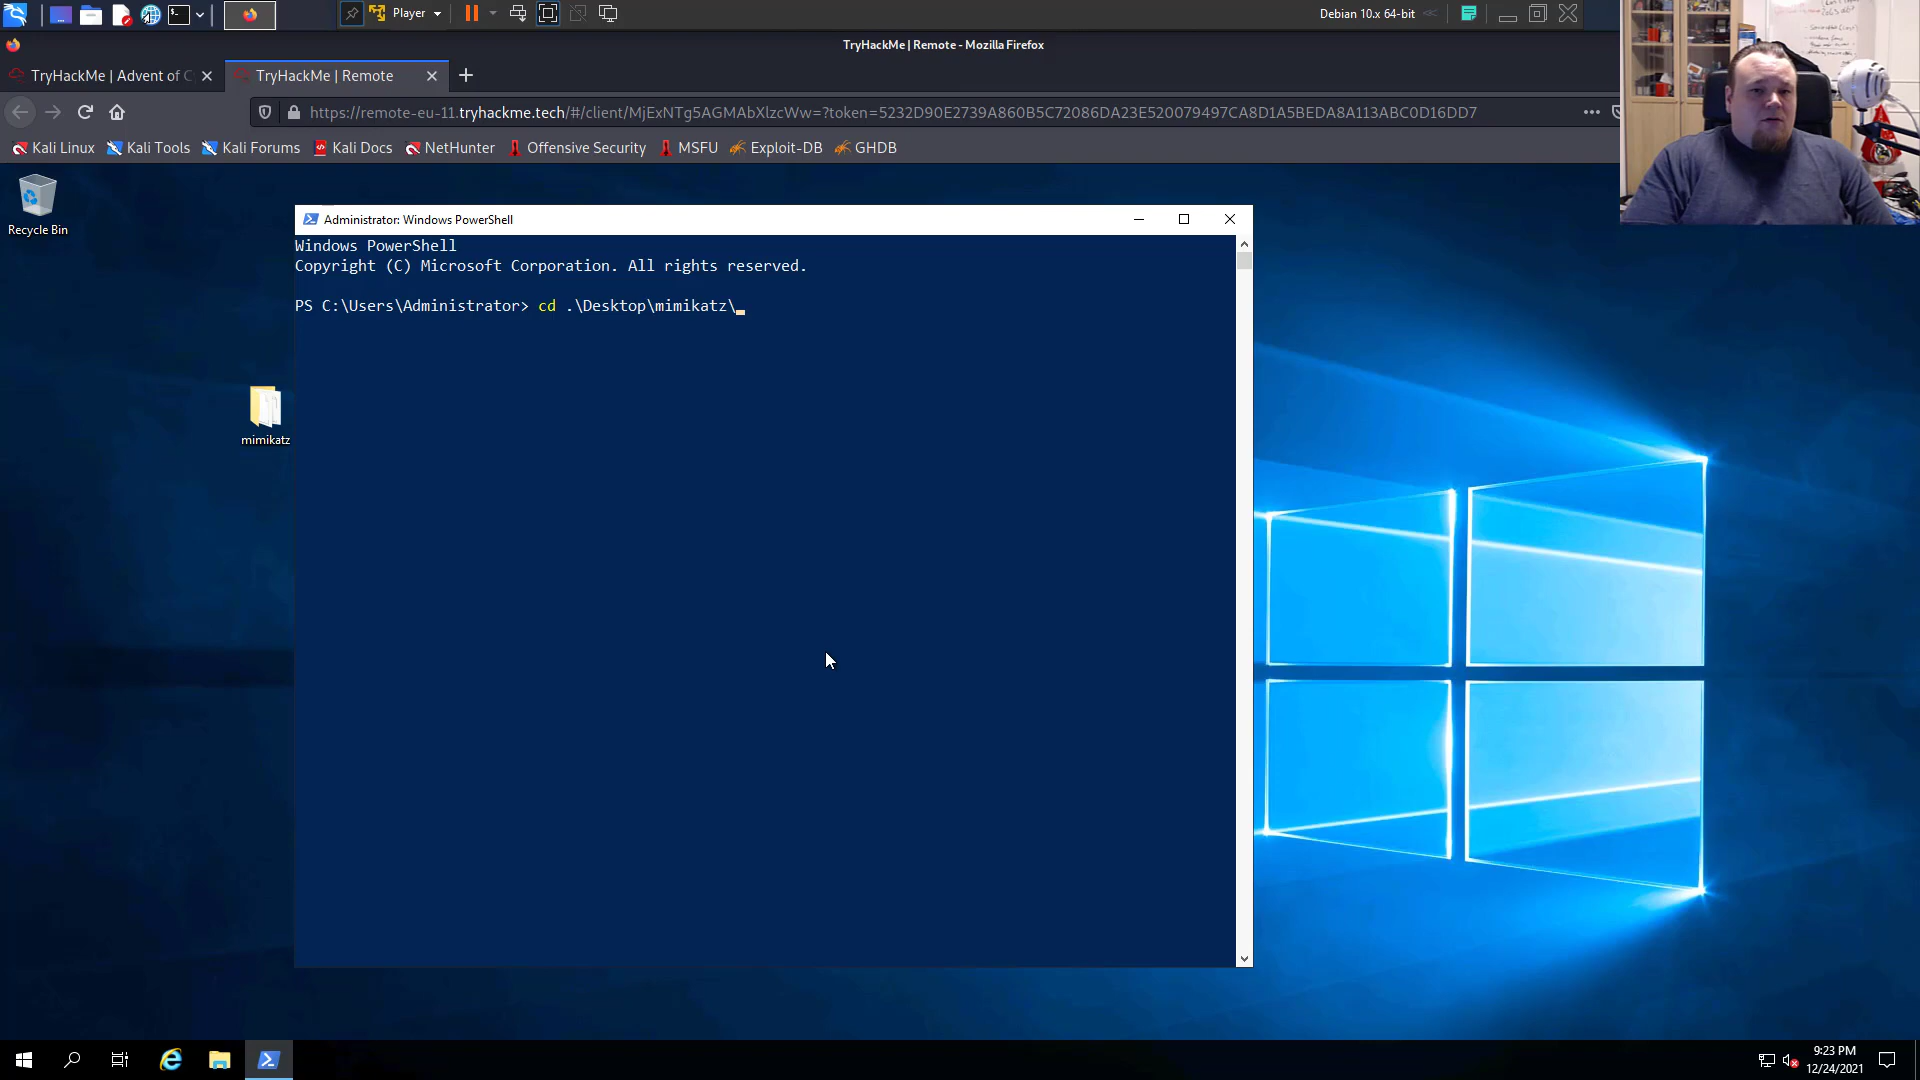 Player
Debian 10.x 64-bit
TryHackMe | Remote - Mozilla Firefox
TryHackMe | Advent of C
TryHackMe | Remote
https://remote-eu-11.tryhackme.tech/#/client/MjExNTg5AGMAbXlzcWw=?token=5232D90E2739A860B5C72086DA23E520079497CA8D1A5BEDA8A113ABC0D16DD7
Kali Linux
Kali Tools
Kali Forums
Kali Docs
NetHunter
Offensive Security
MSFU
Exploit-DB
GHDB
Recycle Bin
mimikatz
Administrator: Windows PowerShell
Windows PowerShell
Copyright (C) Microsoft Corporation. All rights reserved.
PS C:\Users\Administrator> cd .\Desktop\mimikatz\
9:23 PM
12/24/2021